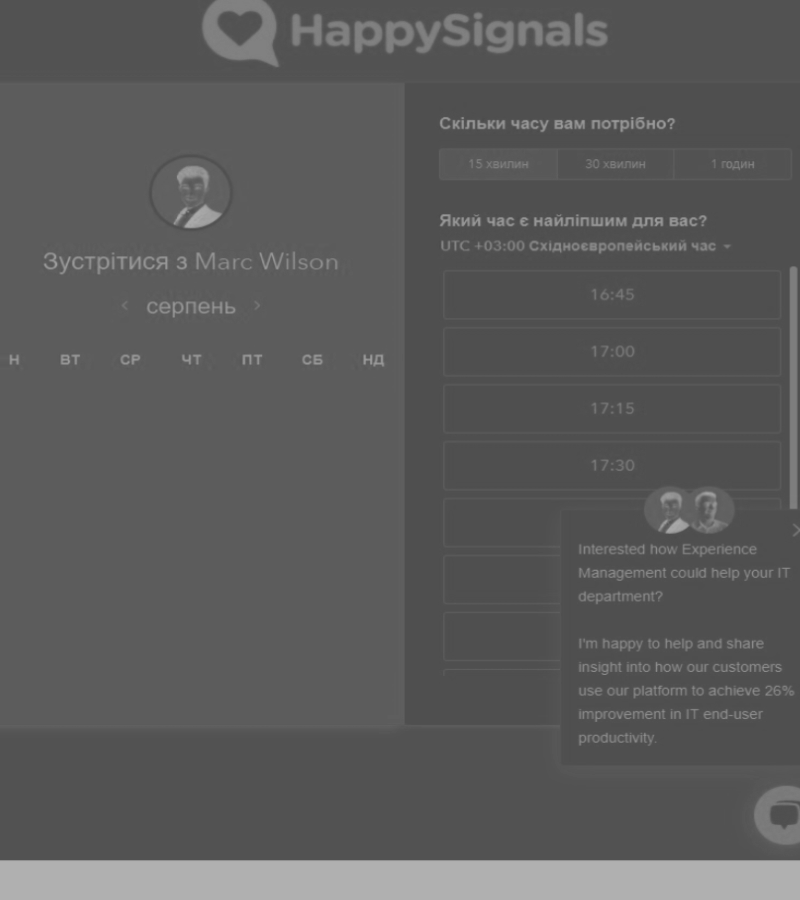 HappySignals
Зустрітися з Marc Wilson
серпень
Н ВТ СР ЧТ ПТ СБ НД
Скільки часу вам потрібно?
15 хвилин 30 хвилин 1 годин
Який час є найліпшим для вас?
UTC +03:00 Східноєвропейський час
16:45
17:00
17:15
17:30
Interested how Experience
Management could help your IT
department?
I'm happy to help and share
insight into how our customers
use our platform to achieve 26%
improvement in IT end-user
productivity.